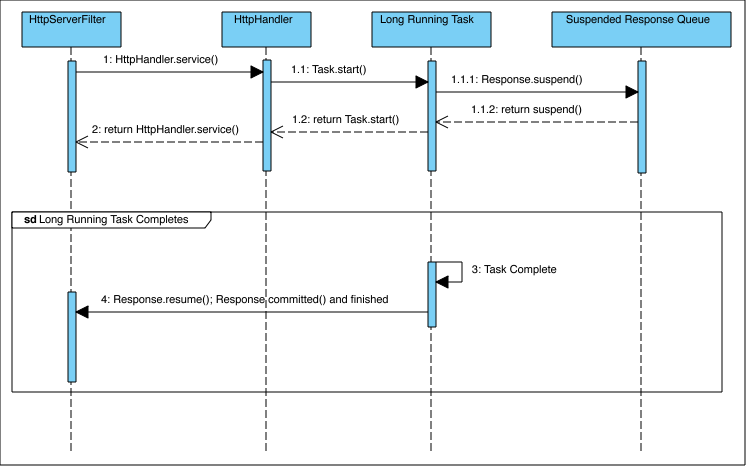 HttpServerFilter
HttpHandler
Long Running Task
Suspended Response Queue
1: HttpHandler.service()
1.1: Task.start()
1.1.1: Response.suspend()
1.1.2: return suspend()
1.2: return Task.start()
2: return HttpHandler.service()
sd Long Running Task Completes
3: Task Complete
4: Response.resume(); Response.committed() and finished